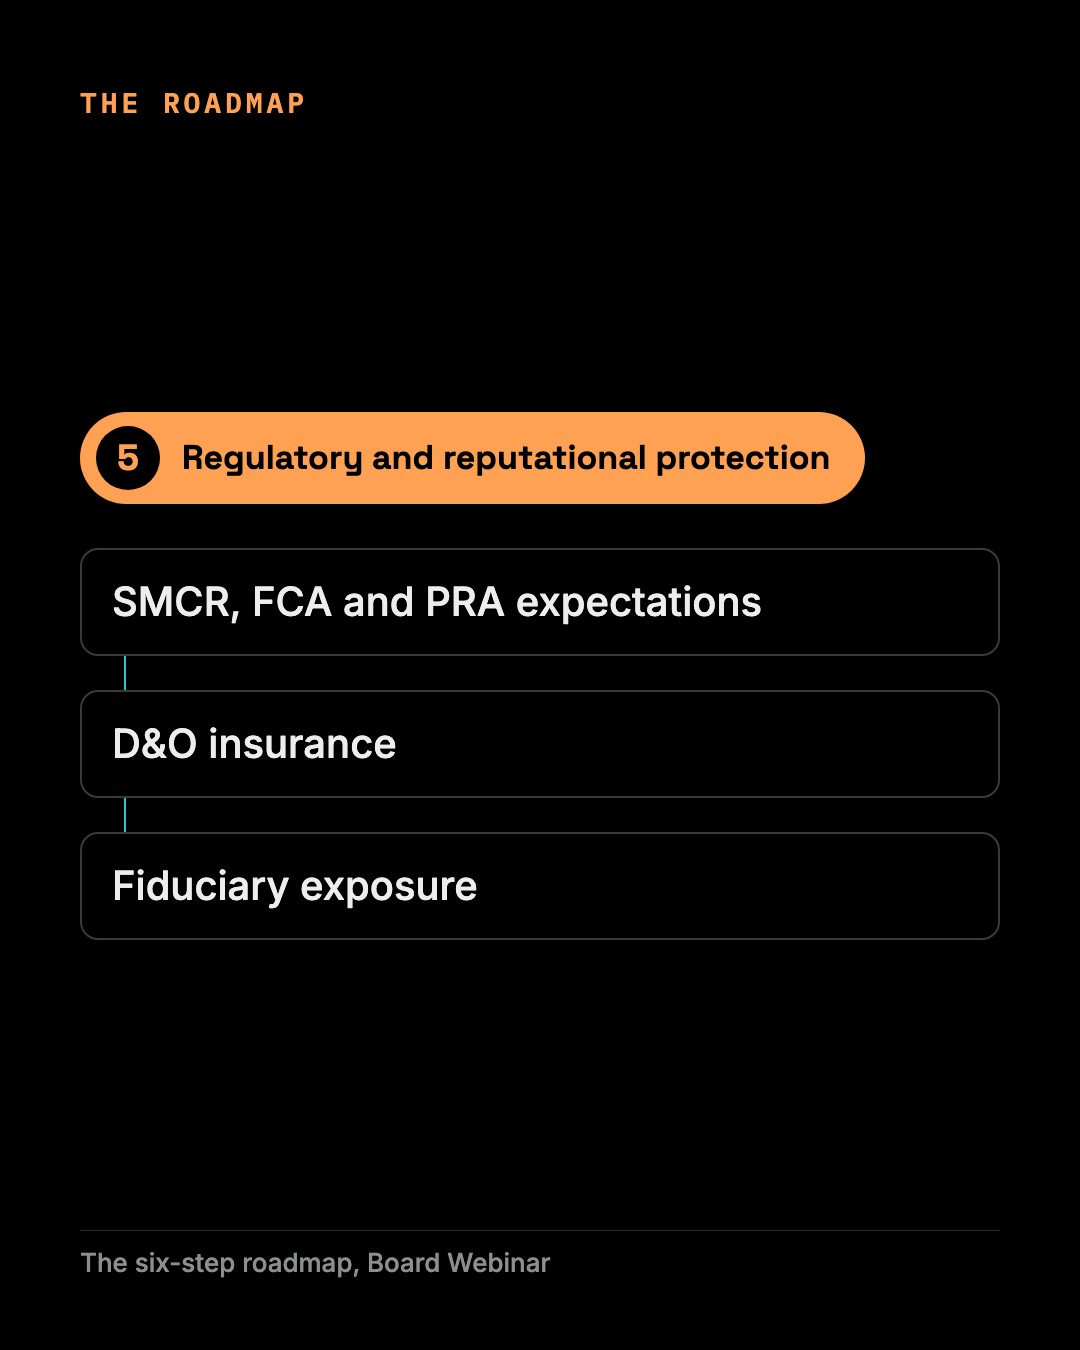 THE ROADMAP
5 Regulatory and reputational protection
SMCR, FCA and PRA expectations
D&O insurance
Fiduciary exposure
The six-step roadmap, Board Webinar